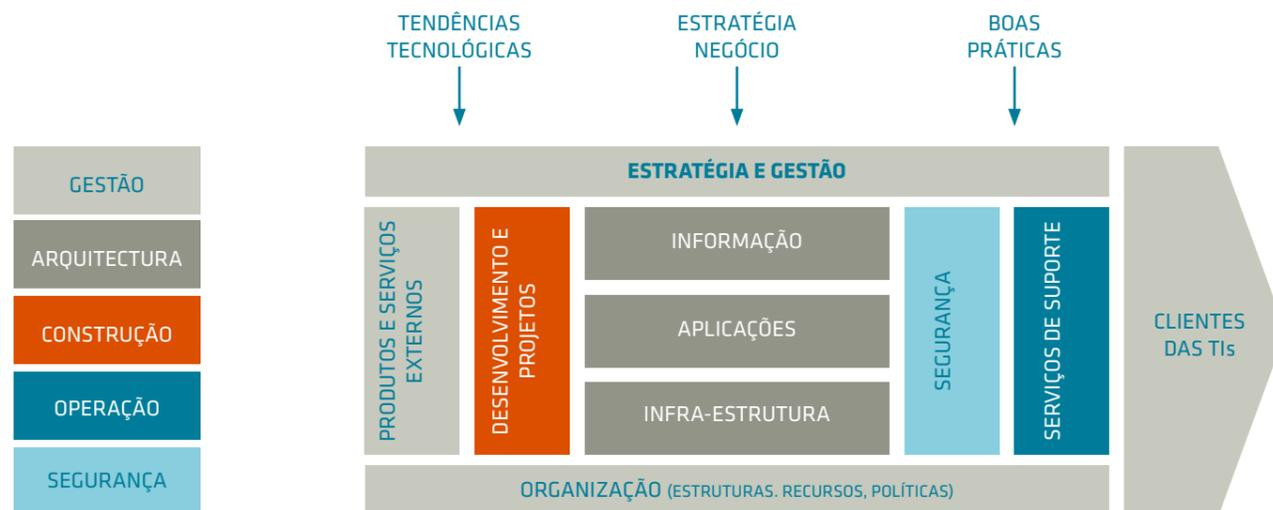 TENDÊNCIAS
TECNOLÓGICAS
ESTRATÉGIA
NEGÓCIO
BOAS
PRÁTICAS
GESTÃO
ARQUITECTURA
CONSTRUÇÃO
OPERAÇÃO
SEGURANÇA
ESTRATÉGIA E GESTÃO
PRODUTOS E SERVIÇOS
EXTERNOS
DESENVOLVIMENTO E
PROJETOS
INFORMAÇÃO
APLICAÇÕES
INFRA-ESTRUTURA
SEGURANÇA
SERVIÇOS DE SUPORTE
CLIENTES
DAS TIs
ORGANIZAÇÃO (ESTRUTURAS. RECURSOS, POLÍTICAS)